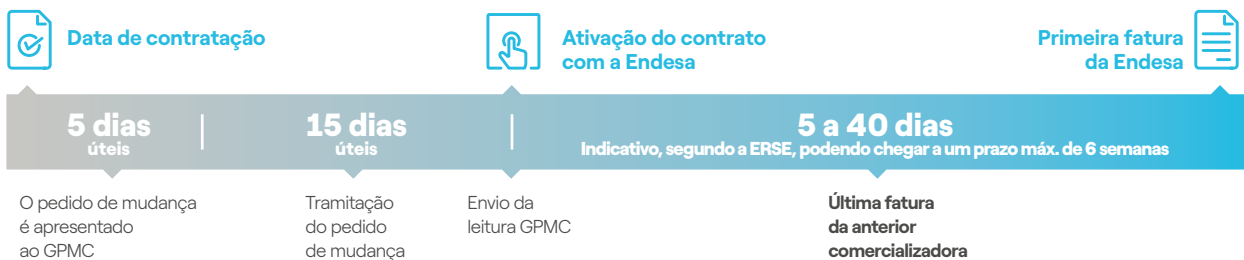 Data de contratação
Ativação do contrato
com a Endesa
Primeira fatura
da Endesa
5 dias
úteis
15 dias
úteis
5 a 40 dias
Indicativo, segundo a ERSE, podendo chegar a um prazo máx. de 6 semanas
O pedido de mudança
é apresentado
ao GPMC
Tramitação
do pedido
de mudança
Envio da
leitura GPMC
Última fatura
da anterior
comercializadora